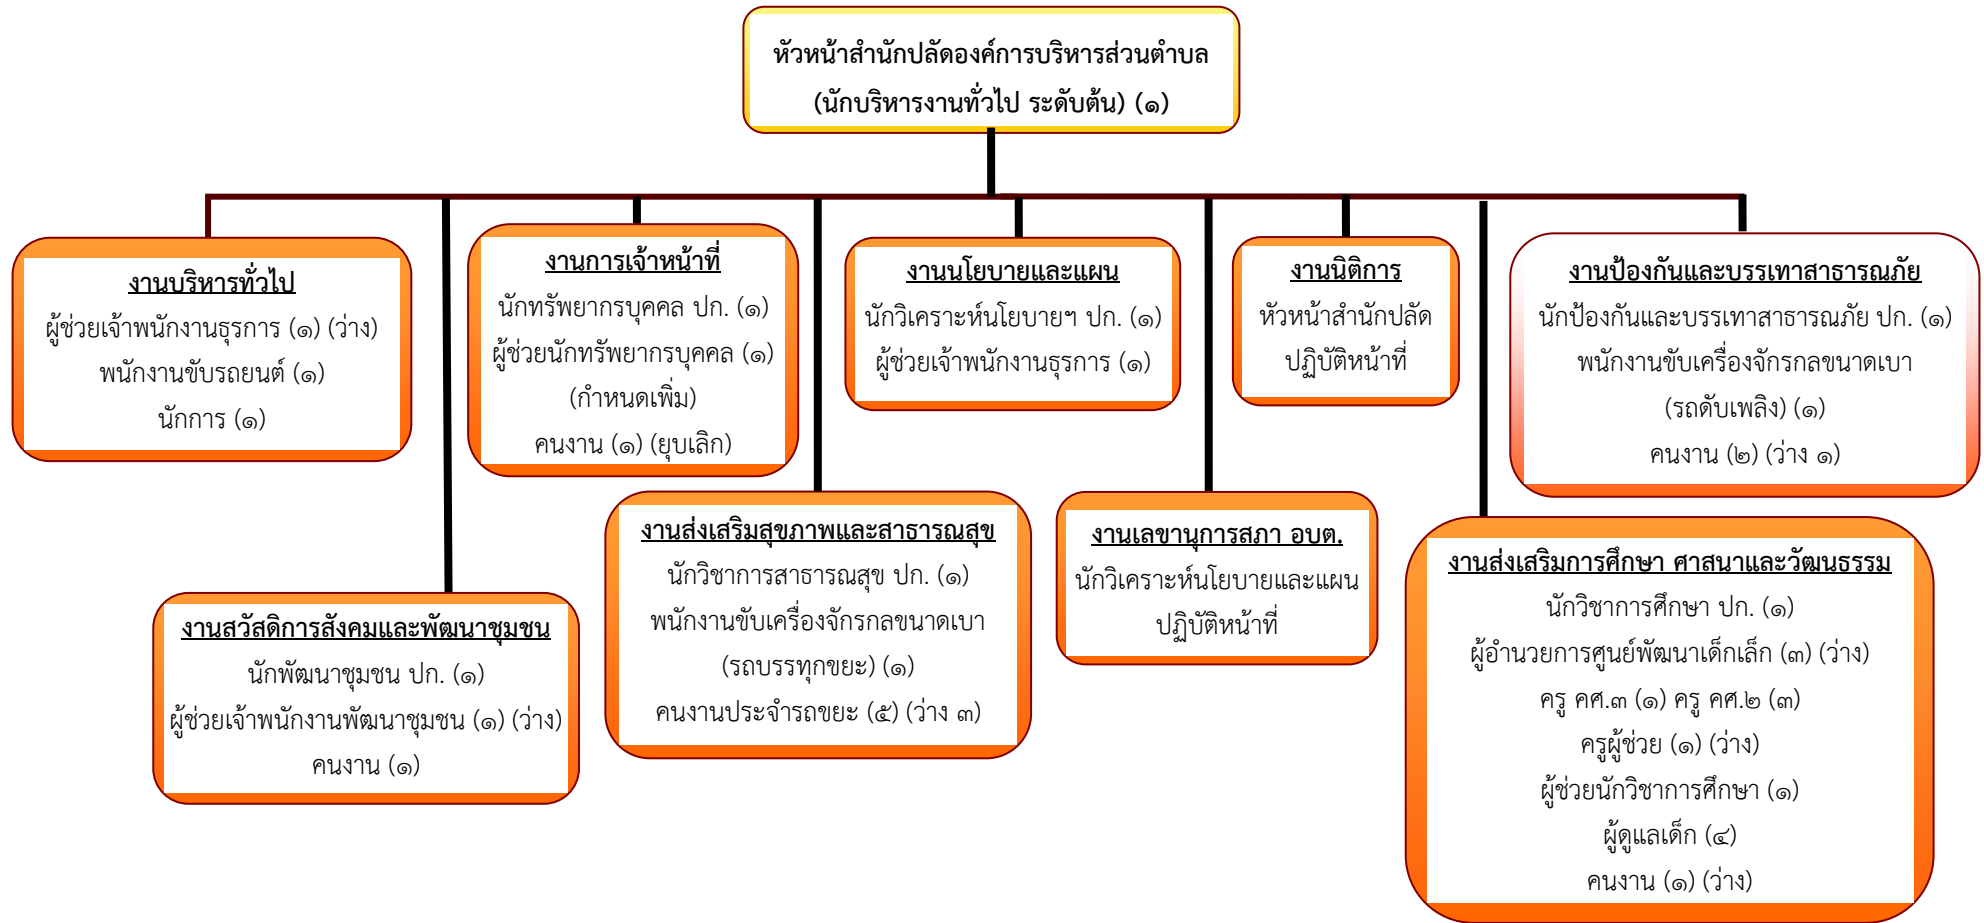 หัวหน้าสำนักปลัดองค์การบริหารส่วนตำบล
(นักบริหารงานทั่วไป ระดับต้น) (๑)
งานบริหารทั่วไป
ผู้ช่วยเจ้าพนักงานธุรการ (๑) (ว่าง)
พนักงานขับรถยนต์ (๑)
นักการ (๑)
งานการเจ้าหน้าที่
นักทรัพยากรบุคคล ปก. (๑)
ผู้ช่วยนักทรัพยากรบุคคล (๑)
(กำหนดเพิ่ม)
คนงาน (๑) (ยุบเลิก)
งานนโยบายและแผน
นักวิเคราะห์นโยบายฯ ปก. (๑)
ผู้ช่วยเจ้าพนักงานธุรการ (๑)
งานนิติการ
หัวหน้าสำนักปลัด
ปฏิบัติหน้าที่
งานป้องกันและบรรเทาสาธารณภัย
นักป้องกันและบรรเทาสาธารณภัย ปก. (๑)
พนักงานขับเครื่องจักรกลขนาดเบา
(รถดับเพลิง) (๑)
คนงาน (๒) (ว่าง ๑)
งานสวัสดิการสังคมและพัฒนาชุมชน
นักพัฒนาชุมชน ปก. (๑)
ผู้ช่วยเจ้าพนักงานพัฒนาชุมชน (๑) (ว่าง)
คนงาน (๑)
งานส่งเสริมสุขภาพและสาธารณสุข
นักวิชาการสาธารณสุข ปก. (๑)
พนักงานขับเครื่องจักรกลขนาดเบา
(รถบรรทุกขยะ) (๑)
คนงานประจำรถขยะ (๕) (ว่าง ๓)
งานเลขานุการสภา อบต.
นักวิเคราะห์นโยบายและแผน
ปฏิบัติหน้าที่
งานส่งเสริมการศึกษา ศาสนาและวัฒนธรรม
นักวิชาการศึกษา ปก. (๑)
ผู้อำนวยการศูนย์พัฒนาเด็กเล็ก (๓) (ว่าง)
ครู คศ.๓ (๑) ครู คศ.๒ (๓)
ครูผู้ช่วย (๑) (ว่าง)
ผู้ช่วยนักวิชาการศึกษา (๑)
ผู้ดูแลเด็ก (๔)
คนงาน (๑) (ว่าง)